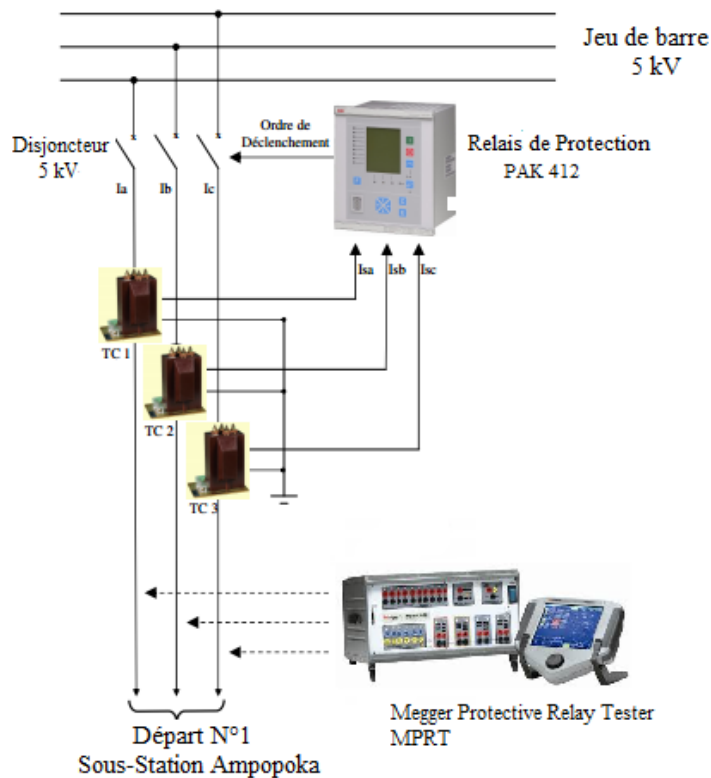 Jeu de barre
5 kV
Disjoncteur
5 kV
Ordre de
Déclenchement
Relais de Protection
PAK 412
Ia
Ib
Ic
Isa
Isb
Isc
TC 1
TC 2
TC 3
Megger Protective Relay Tester
MPRT
Départ N°1
Sous-Station Ampopoka